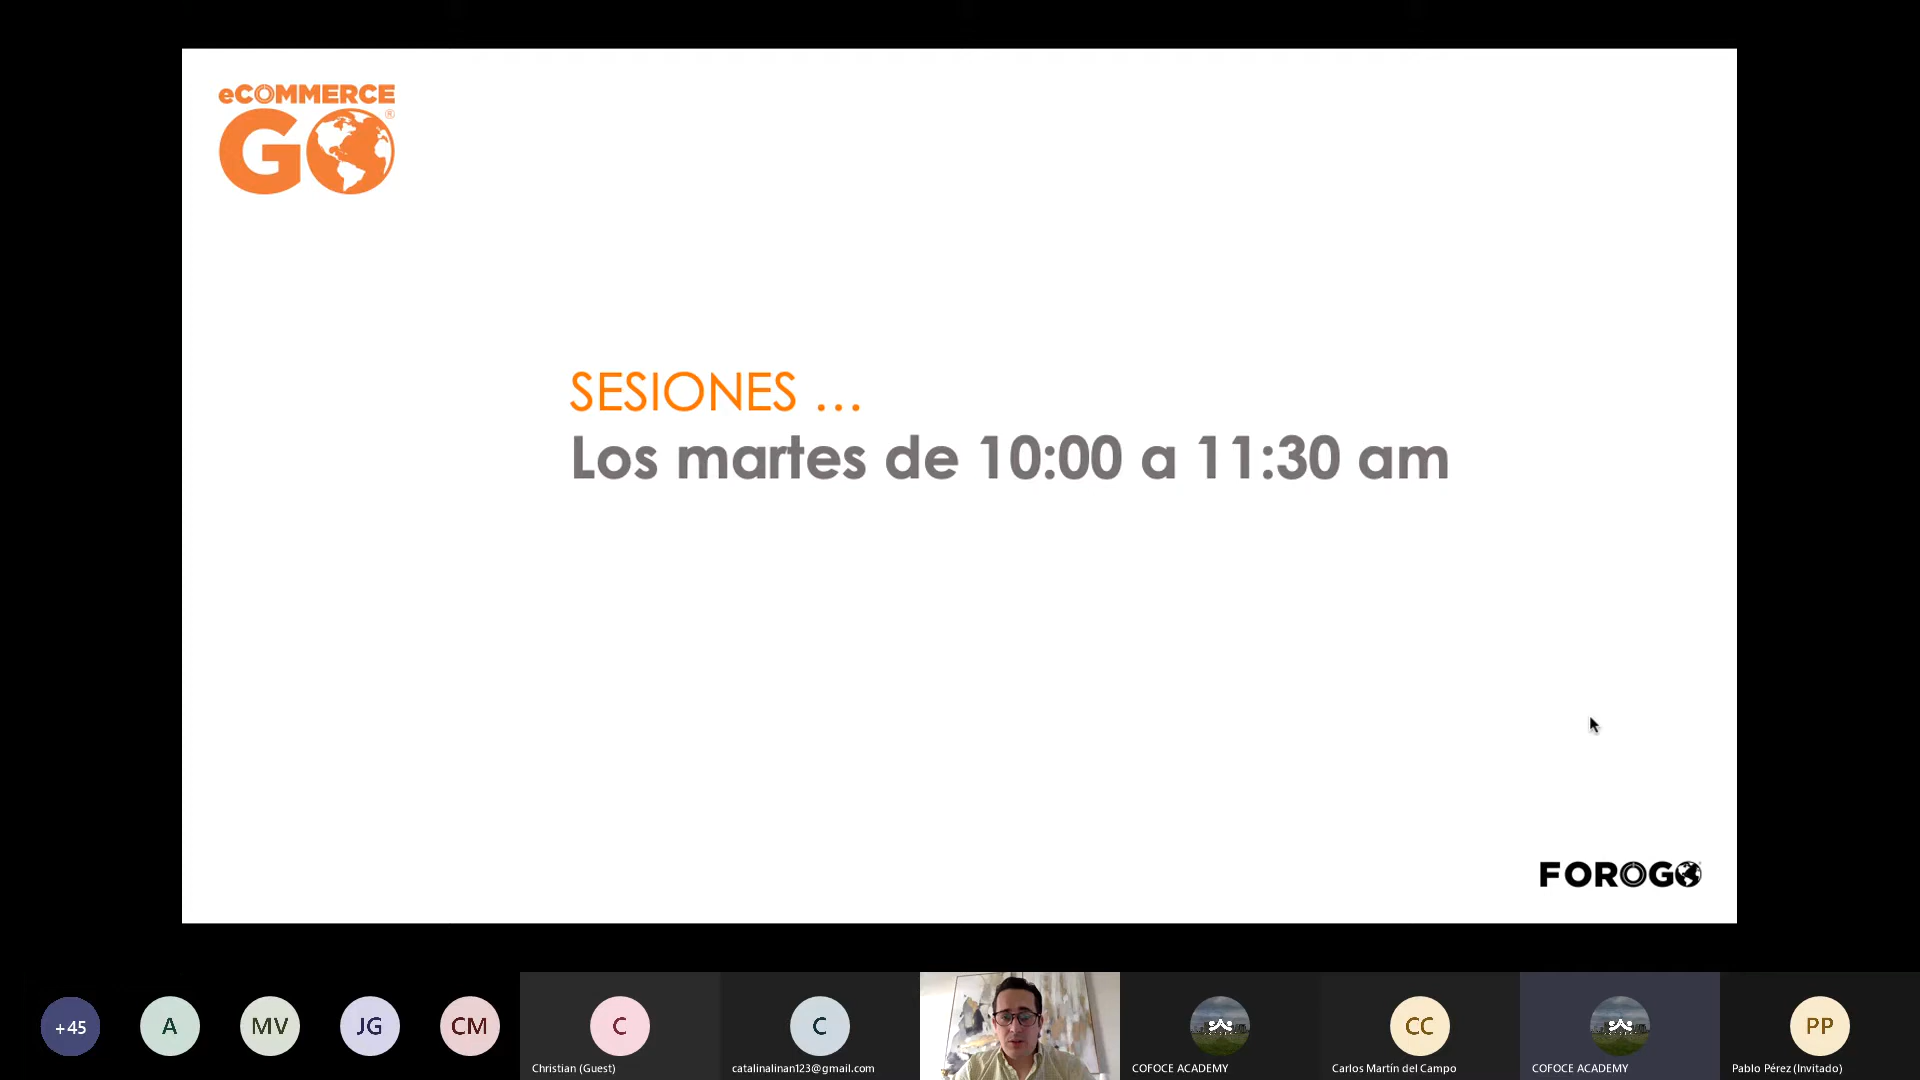 eCOMMERCE
GO
SESIONES ...
Los martes de 10:00 a 11:30 am
FOROGO
+45
A
MV
JG
CM
C
C
CC
PP
Christian (Guest)
catalinalinan123@gmail.com
COFOCE ACADEMY
Carlos Martín del Campo
COFOCE ACADEMY
Pablo Pérez (Invitado)